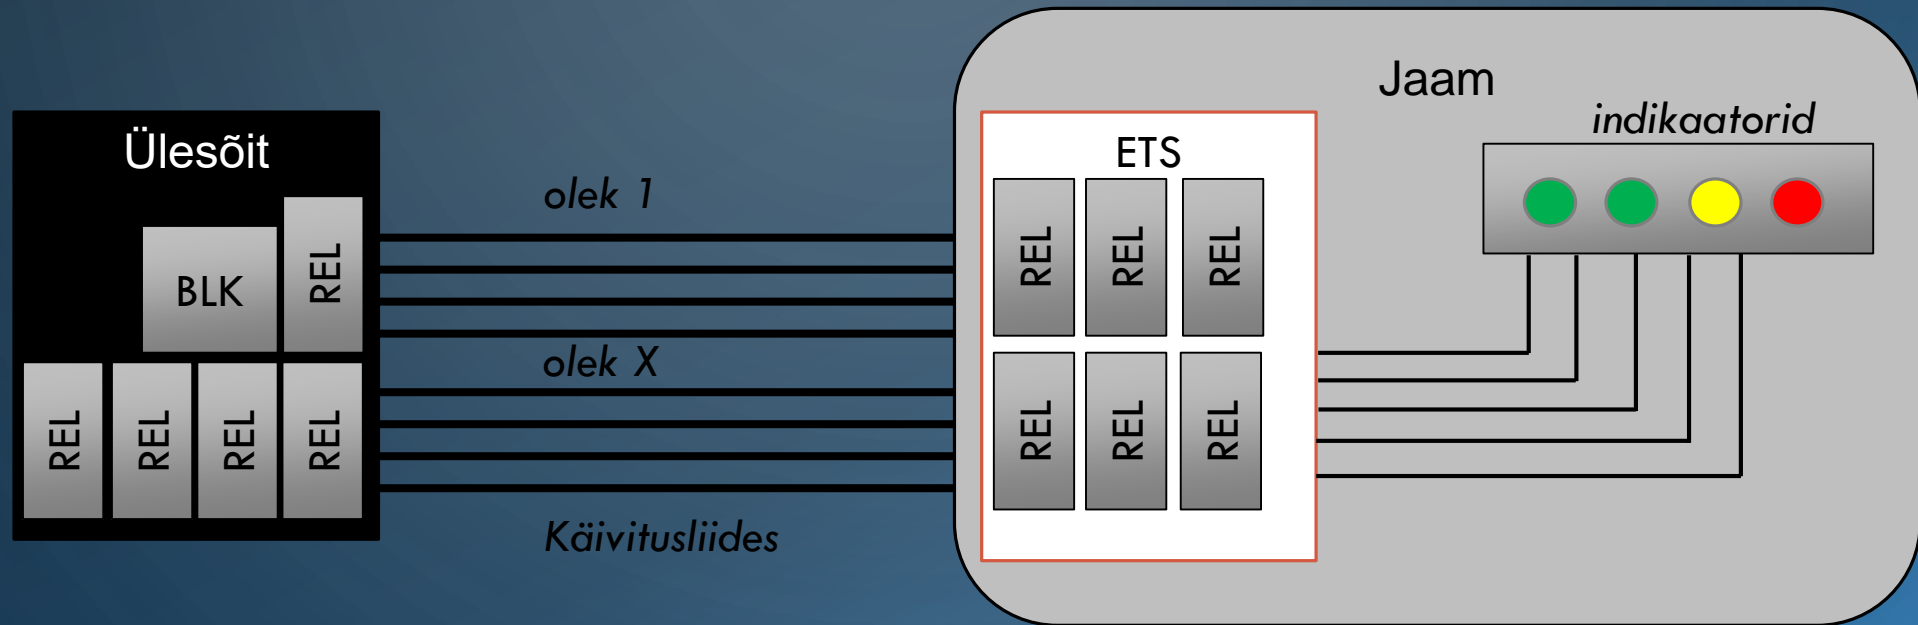 Jaam
indikaatorid
Ülesõit
ETS
olek 1
REL
BLK
REL
REL
REL
olek X
REL
REL
REL
REL
REL
REL
REL
Käivitusliides